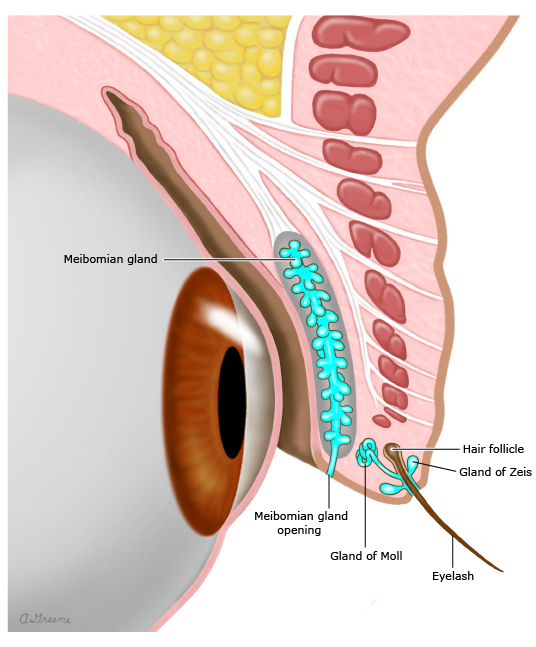 Meibomian gland
Hair follicle
Gland of Zeis
Meibomian gland
opening
Gland of Moll
Eyelash
A.Greene